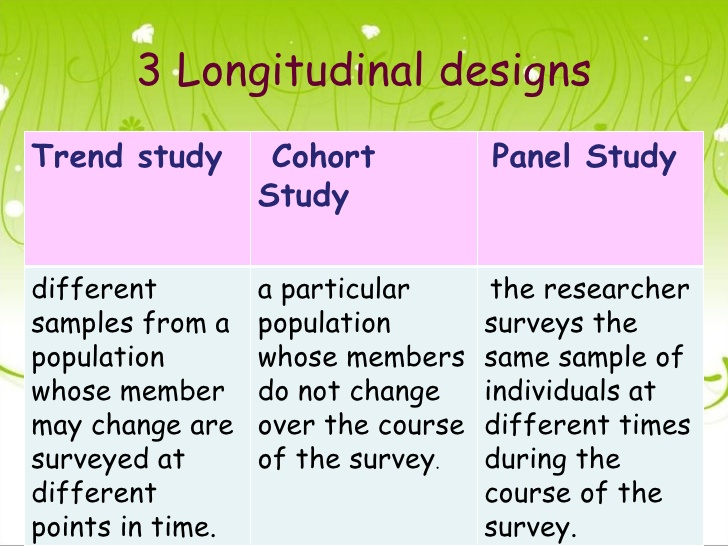 3 Longitudinal designs
Trend study
Cohort
Study
Panel Study
different
samples from a
population
whose member
may change are
surveyed at
different
points in time.
a particular
population
whose members
do not change
over the course
of the survey.
the researcher
surveys the
same sample of
individuals at
different times
during the
course of the
survey.